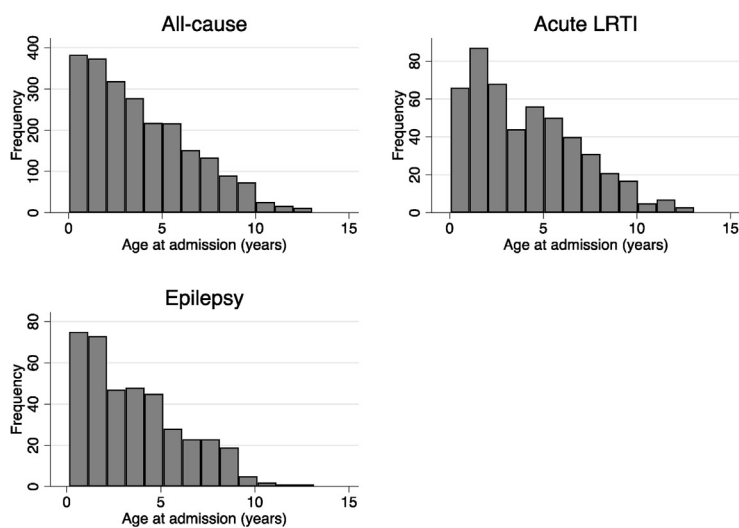 All-cause
Frequency
400
300
200
100
0
0 5 10 15
Age at admission (years)
Acute LRTI
Frequency
80
60
40
20
0
0 5 10 15
Age at admission (years)
Epilepsy
Frequency
80
60
40
20
0
0 5 10 15
Age at admission (years)